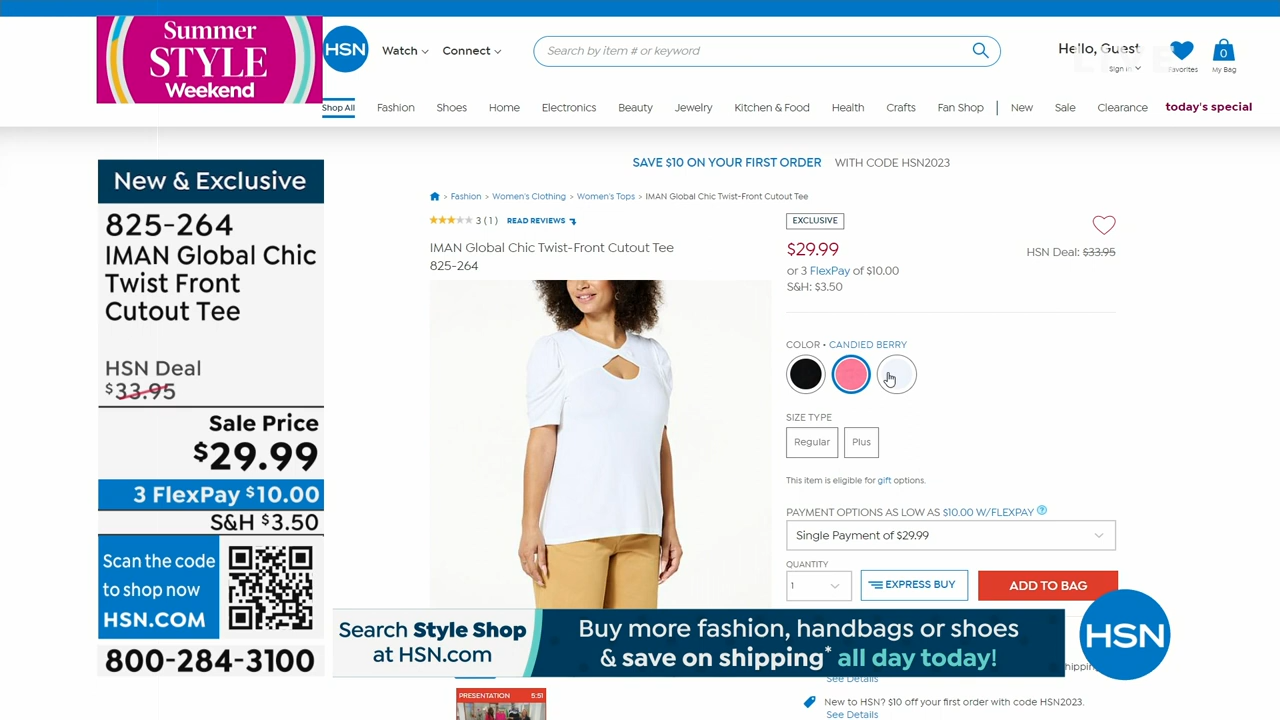 Summer
STYLE
Weekend
HSN
Watch
Connect
Search by item # or keyword
Hello, Guest
Sign in
Favorites
0
My Bag
LIVE
Shop All
Fashion
Shoes
Home
Electronics
Beauty
Jewelry
Kitchen & Food
Health
Crafts
Fan Shop
New
Sale
Clearance
today's special
SAVE $10 ON YOUR FIRST ORDER WITH CODE HSN2023
New & Exclusive
825-264
IMAN Global Chic
Twist Front
Cutout Tee
HSN Deal
$33.95
Sale Price
$29.99
3 FlexPay $10.00
S&H $3.50
Scan the code
to shop now
HSN.COM
800-284-3100
> Fashion > Women's Clothing > Women's Tops > IMAN Global Chic Twist-Front Cutout Tee
3 (1) READ REVIEWS
IMAN Global Chic Twist-Front Cutout Tee
825-264
EXCLUSIVE
$29.99
HSN Deal: $33.95
or 3 FlexPay of $10.00
S&H: $3.50
COLOR • CANDIED BERRY
SIZE TYPE
Regular
Plus
This item is eligible for gift options.
PAYMENT OPTIONS AS LOW AS $10.00 W/FLEXPAY ?
Single Payment of $29.99
QUANTITY
1
EXPRESS BUY
ADD TO BAG
Search Style Shop
at HSN.com
Buy more fashion, handbags or shoes
& save on shipping* all day today!
HSN
See Details
PRESENTATION 5:51
New to HSN? $10 off your first order with code HSN2023.
See Details